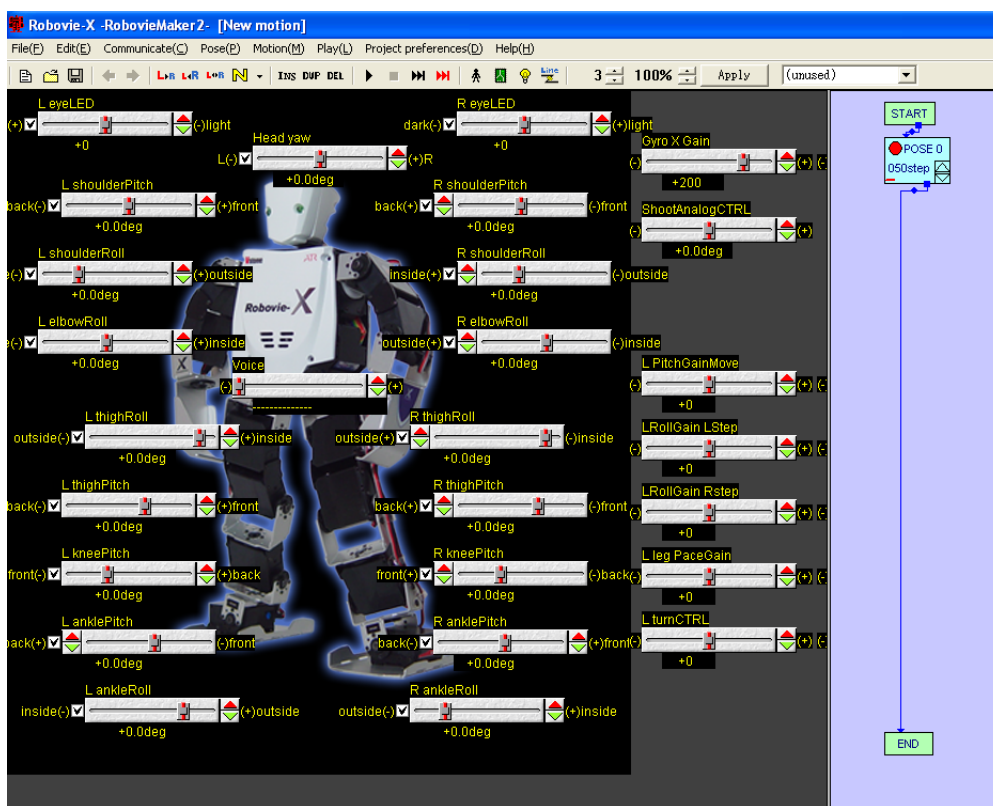 Robovie-X -RobovieMaker2- [New motion]
File(F) Edit(E) Communicate(C) Pose(P) Motion(M) Play(L) Project preferences(D) Help(H)
L▸R L◂R L↔R N INS DUP DEL Line 3 100% Apply (unused)
L eyeLED
(+) (-)light
+0
R eyeLED
dark(-) (+)light
+0
Head yaw
L(-) (+)R
+0.0deg
L shoulderPitch
back(-) (+)front
+0.0deg
R shoulderPitch
back(+) (-)front
+0.0deg
L shoulderRoll
(-) (+)outside
+0.0deg
R shoulderRoll
inside(+) (-)outside
+0.0deg
Robovie-X
L elbowRoll
(-) (+)inside
+0.0deg
R elbowRoll
outside(+) (-)inside
+0.0deg
X
Voice
(-) (+)
--------------
L thighRoll
outside(-) (+)inside
+0.0deg
R thighRoll
outside(+) (-)inside
+0.0deg
L thighPitch
back(-) (+)front
+0.0deg
R thighPitch
back(+) (-)front
+0.0deg
L kneePitch
front(-) (+)back
+0.0deg
R kneePitch
front(+) (-)back
+0.0deg
L anklePitch
back(+) (-)front
+0.0deg
R anklePitch
back(-) (+)front
+0.0deg
L ankleRoll
inside(-) (+)outside
+0.0deg
R ankleRoll
outside(-) (+)inside
+0.0deg
Gyro X Gain
(-) (+) (-)
+200
ShootAnalogCTRL
(-) (+)
+0.0deg
L PitchGainMove
(-) (+) (-)
+0
LRollGain LStep
(-) (+) (-)
+0
LRollGain Rstep
(-) (+) (-)
+0
L leg PaceGain
(-) (+) (-)
+0
L turnCTRL
(-) (+) (-)
+0
START
POSE 0
050step
END